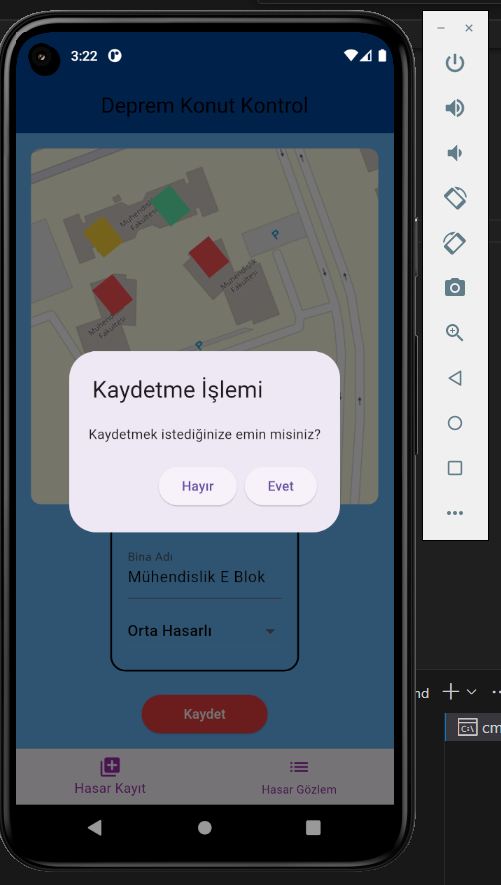 3:22
Deprem Konut Kontrol
Mühendislik
Fakültesi
P
Mühendislik
Fakültesi
Mühendislik
Fakültesi
P
Kaydetme İşlemi
Kaydetmek istediğinize emin misiniz?
Hayır
Evet
Bina Adı
Mühendislik E Blok
Orta Hasarlı
Kaydet
Hasar Kayıt
Hasar Gözlem
nd
cm